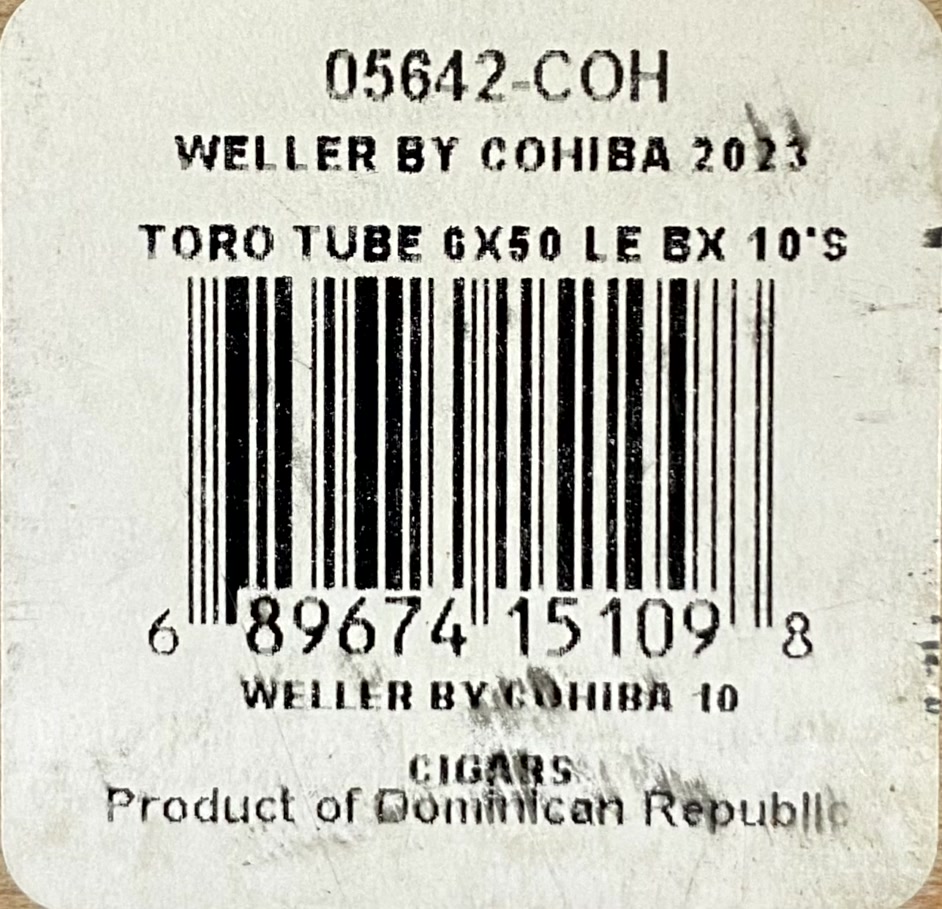 05642-COH
WELLER BY COHIBA 2023
TORO TUBE 6X50 LE BX 10'S
6 89674 15109 8
WELLER BY COHIBA 10
CIGARS
Product of Dominican Republic